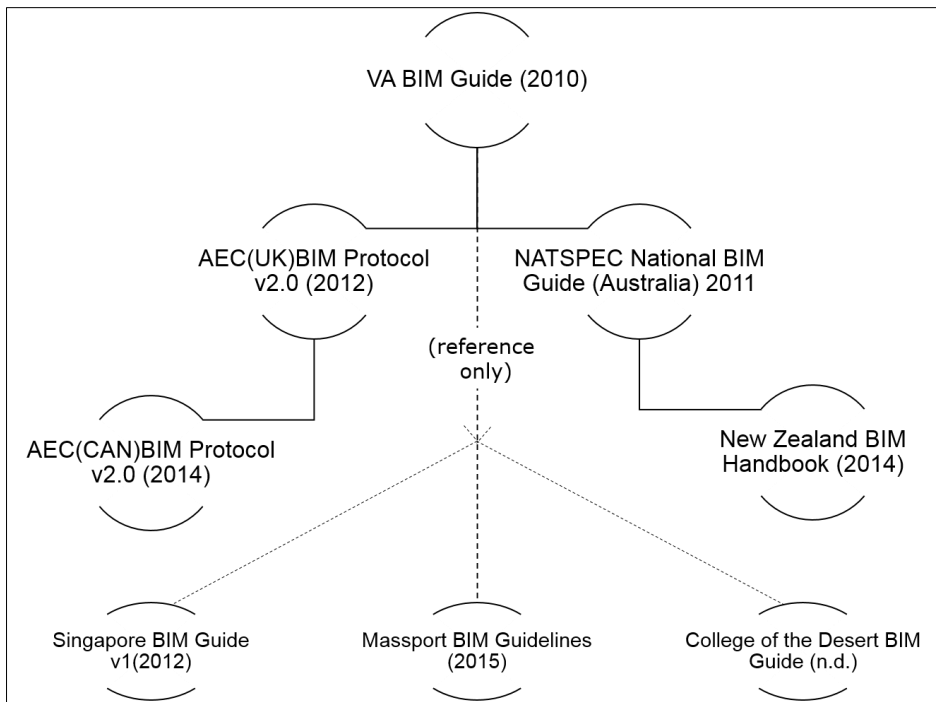 VA BIM Guide (2010)
AEC(UK)BIM Protocol
v2.0 (2012)
NATSPEC National BIM
Guide (Australia) 2011
(reference
only)
AEC(CAN)BIM Protocol
v2.0 (2014)
New Zealand BIM
Handbook (2014)
Singapore BIM Guide
v1(2012)
Massport BIM Guidelines
(2015)
College of the Desert BIM
Guide (n.d.)